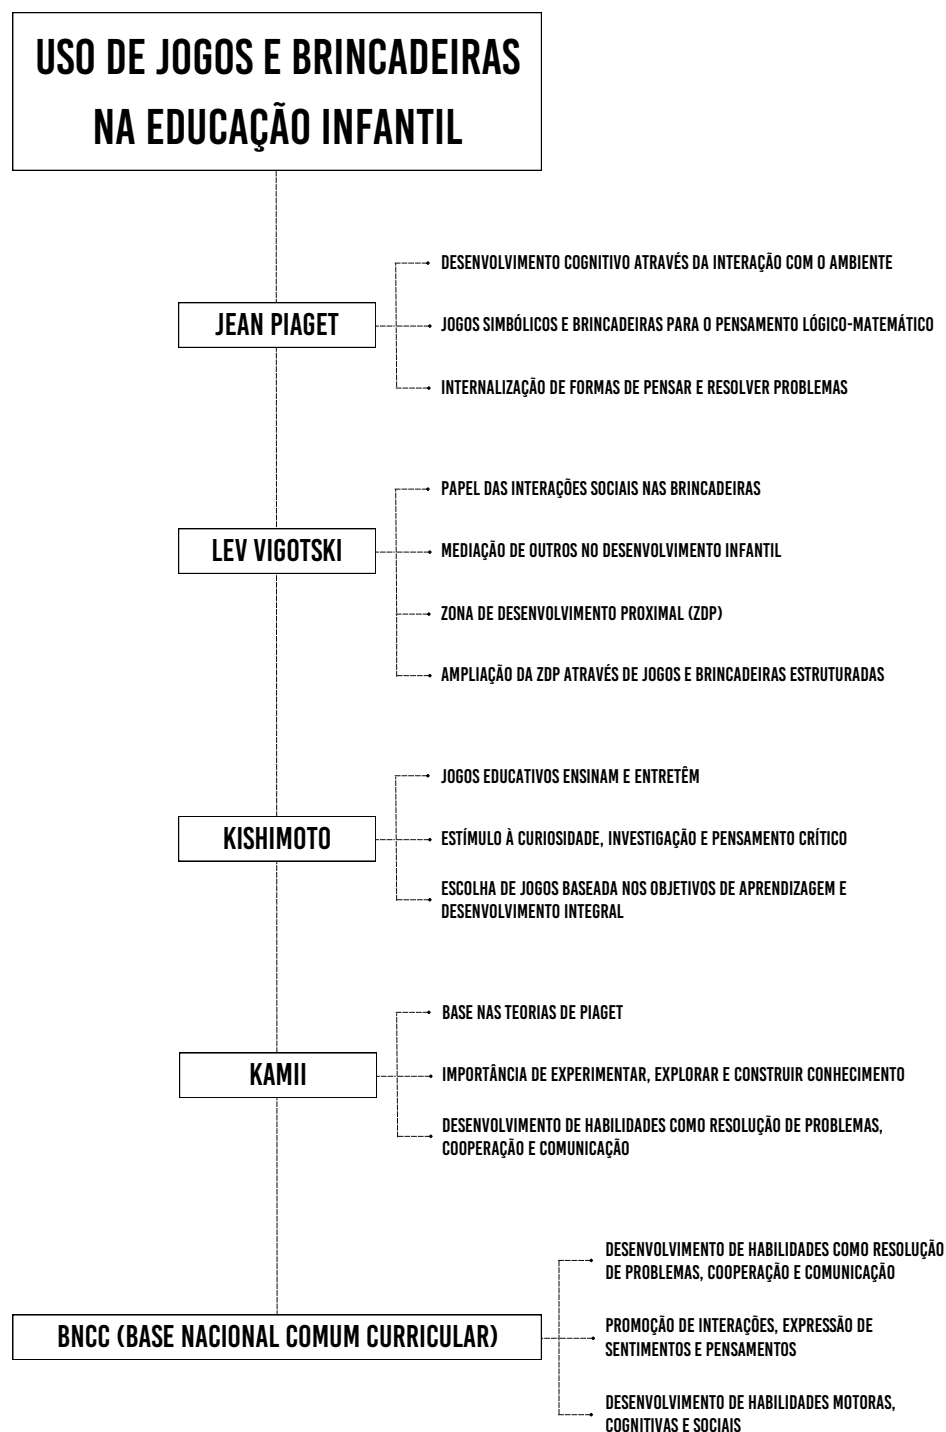 USO DE JOGOS E BRINCADEIRAS
NA EDUCAÇÃO INFANTIL
JEAN PIAGET
DESENVOLVIMENTO COGNITIVO ATRAVÉS DA INTERAÇÃO COM O AMBIENTE
JOGOS SIMBÓLICOS E BRINCADEIRAS PARA O PENSAMENTO LÓGICO-MATEMÁTICO
INTERNALIZAÇÃO DE FORMAS DE PENSAR E RESOLVER PROBLEMAS
LEV VIGOTSKI
PAPEL DAS INTERAÇÕES SOCIAIS NAS BRINCADEIRAS
MEDIAÇÃO DE OUTROS NO DESENVOLVIMENTO INFANTIL
ZONA DE DESENVOLVIMENTO PROXIMAL (ZDP)
AMPLIAÇÃO DA ZDP ATRAVÉS DE JOGOS E BRINCADEIRAS ESTRUTURADAS
KISHIMOTO
JOGOS EDUCATIVOS ENSINAM E ENTRETÊM
ESTÍMULO À CURIOSIDADE, INVESTIGAÇÃO E PENSAMENTO CRÍTICO
ESCOLHA DE JOGOS BASEADA NOS OBJETIVOS DE APRENDIZAGEM E
DESENVOLVIMENTO INTEGRAL
KAMII
BASE NAS TEORIAS DE PIAGET
IMPORTÂNCIA DE EXPERIMENTAR, EXPLORAR E CONSTRUIR CONHECIMENTO
DESENVOLVIMENTO DE HABILIDADES COMO RESOLUÇÃO DE PROBLEMAS,
COOPERAÇÃO E COMUNICAÇÃO
BNCC (BASE NACIONAL COMUM CURRICULAR)
DESENVOLVIMENTO DE HABILIDADES COMO RESOLUÇÃO
DE PROBLEMAS, COOPERAÇÃO E COMUNICAÇÃO
PROMOÇÃO DE INTERAÇÕES, EXPRESSÃO DE
SENTIMENTOS E PENSAMENTOS
DESENVOLVIMENTO DE HABILIDADES MOTORAS,
COGNITIVAS E SOCIAIS